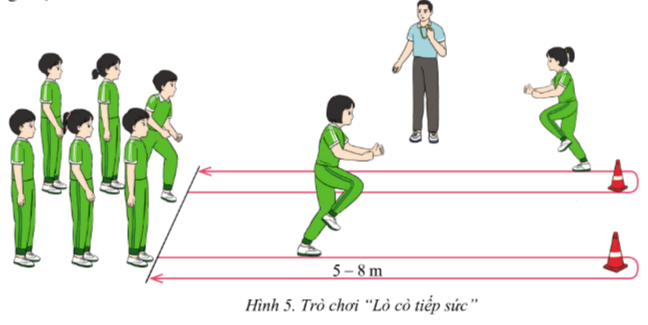 5 – 8 m
Hình 5. Trò chơi “Lò cò tiếp sức”